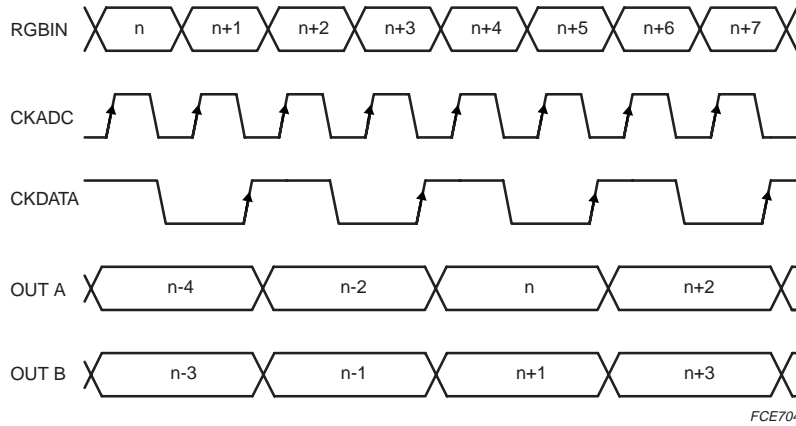 RGBIN n n+1 n+2 n+3 n+4 n+5 n+6 n+7
CKADC
CKDATA
OUT A n-4 n-2 n n+2
OUT B n-3 n-1 n+1 n+3
FCE704